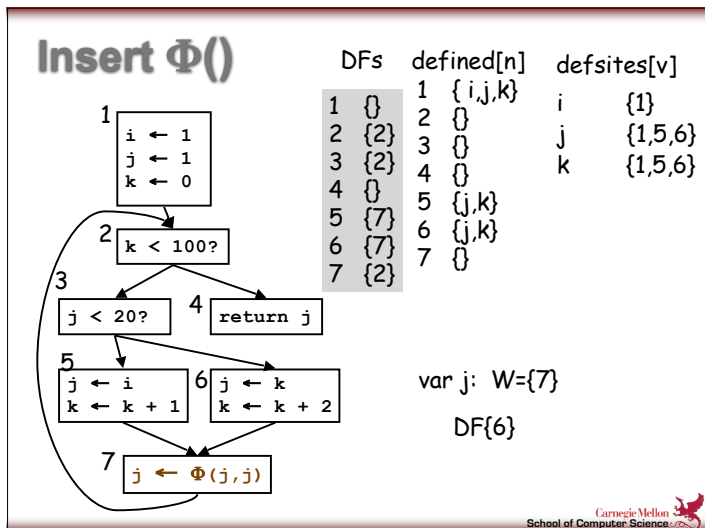 Insert Φ()
DFs defined[n] defsites[v]
1 {}
2 {2}
3 {2}
4 {}
5 {7}
6 {7}
7 {2}
1 { i,j,k}
2 {}
3 {}
4 {}
5 {j,k}
6 {j,k}
7 {}
i {1}
j {1,5,6}
k {1,5,6}
1
i ← 1
j ← 1
k ← 0
2
k < 100?
3
j < 20?
4
return j
5
j ← i
k ← k + 1
6
j ← k
k ← k + 2
7
j ← Φ(j,j)
var j: W={7}
DF{6}
Carnegie Mellon
School of Computer Science